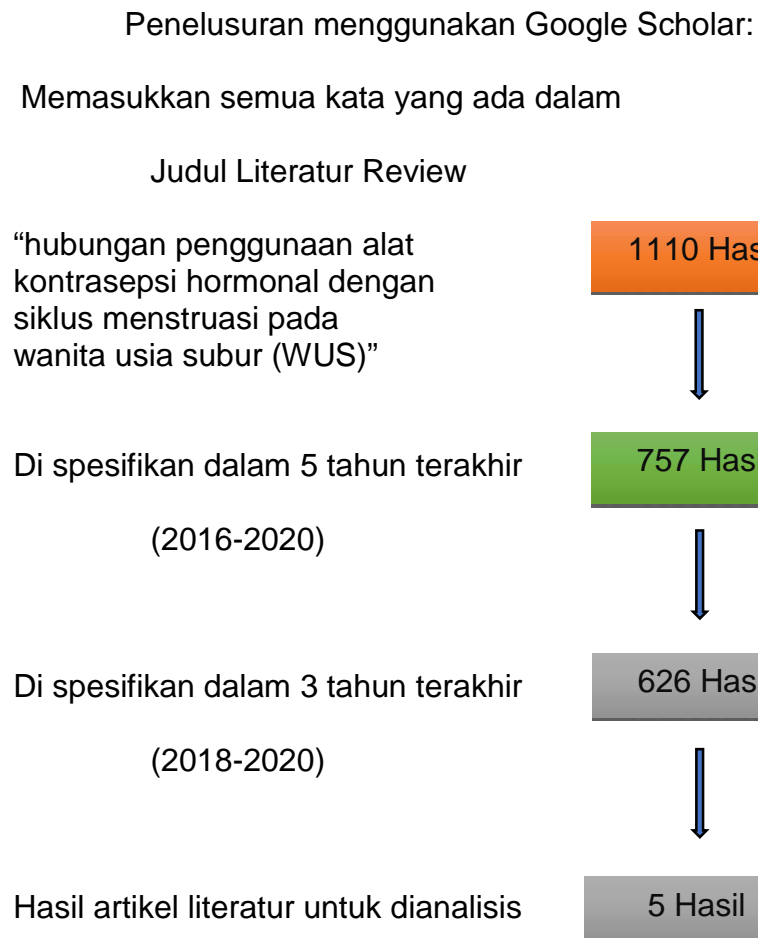 Penelusuran menggunakan Google Scholar:
Memasukkan semua kata yang ada dalam
Judul Literatur Review
“hubungan penggunaan alat
kontrasepsi hormonal dengan
siklus menstruasi pada
wanita usia subur (WUS)”
1110 Has
Di spesifikan dalam 5 tahun terakhir
757 Has
(2016-2020)
Di spesifikan dalam 3 tahun terakhir
626 Has
(2018-2020)
Hasil artikel literatur untuk dianalisis
5 Hasil